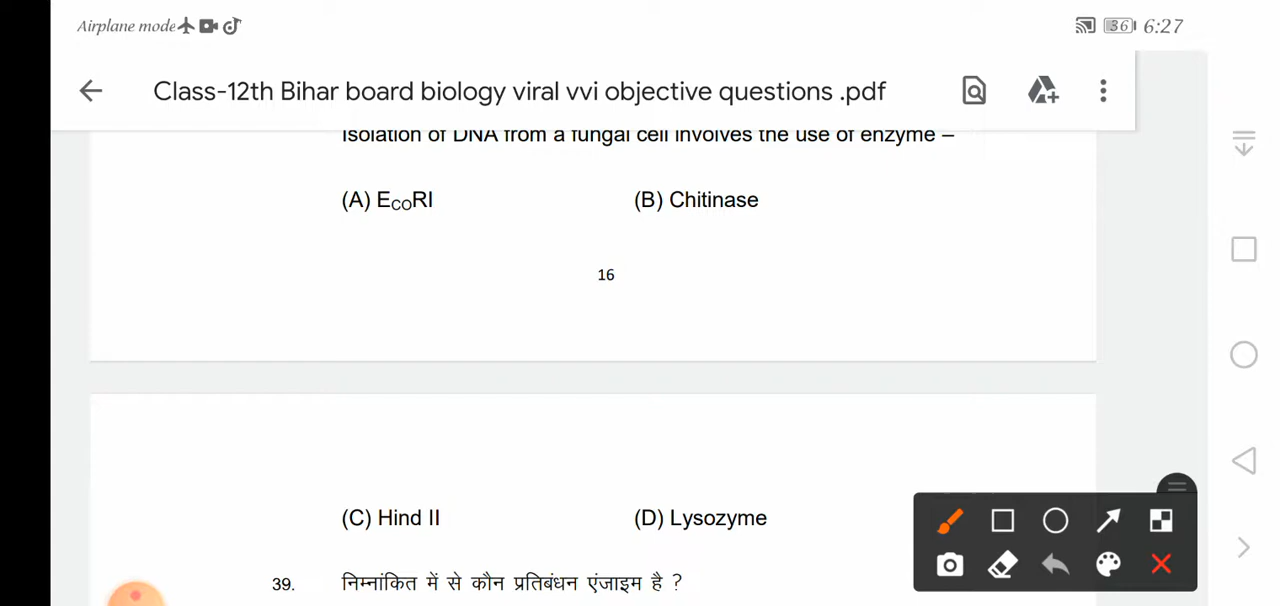 Airplane mode
36 6:27
Class-12th Bihar board biology viral vvi objective questions .pdf
Isolation of DNA from a fungal cell involves the use of enzyme –
(A) ECORI (B) Chitinase
16
(C) Hind II (D) Lysozyme
39. निम्नांकित में से कौन प्रतिबंधन एंजाइम है ?